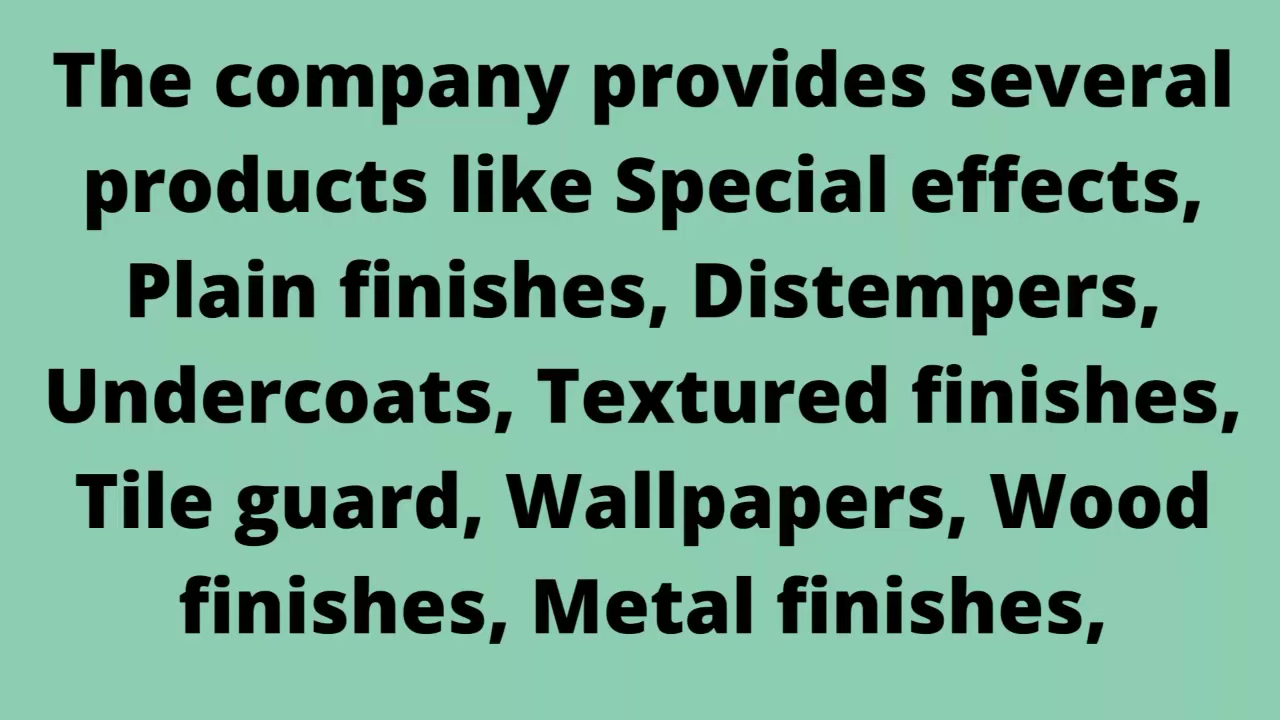 The company provides several
products like Special effects,
Plain finishes, Distempers,
Undercoats, Textured finishes,
Tile guard, Wallpapers, Wood
finishes, Metal finishes,